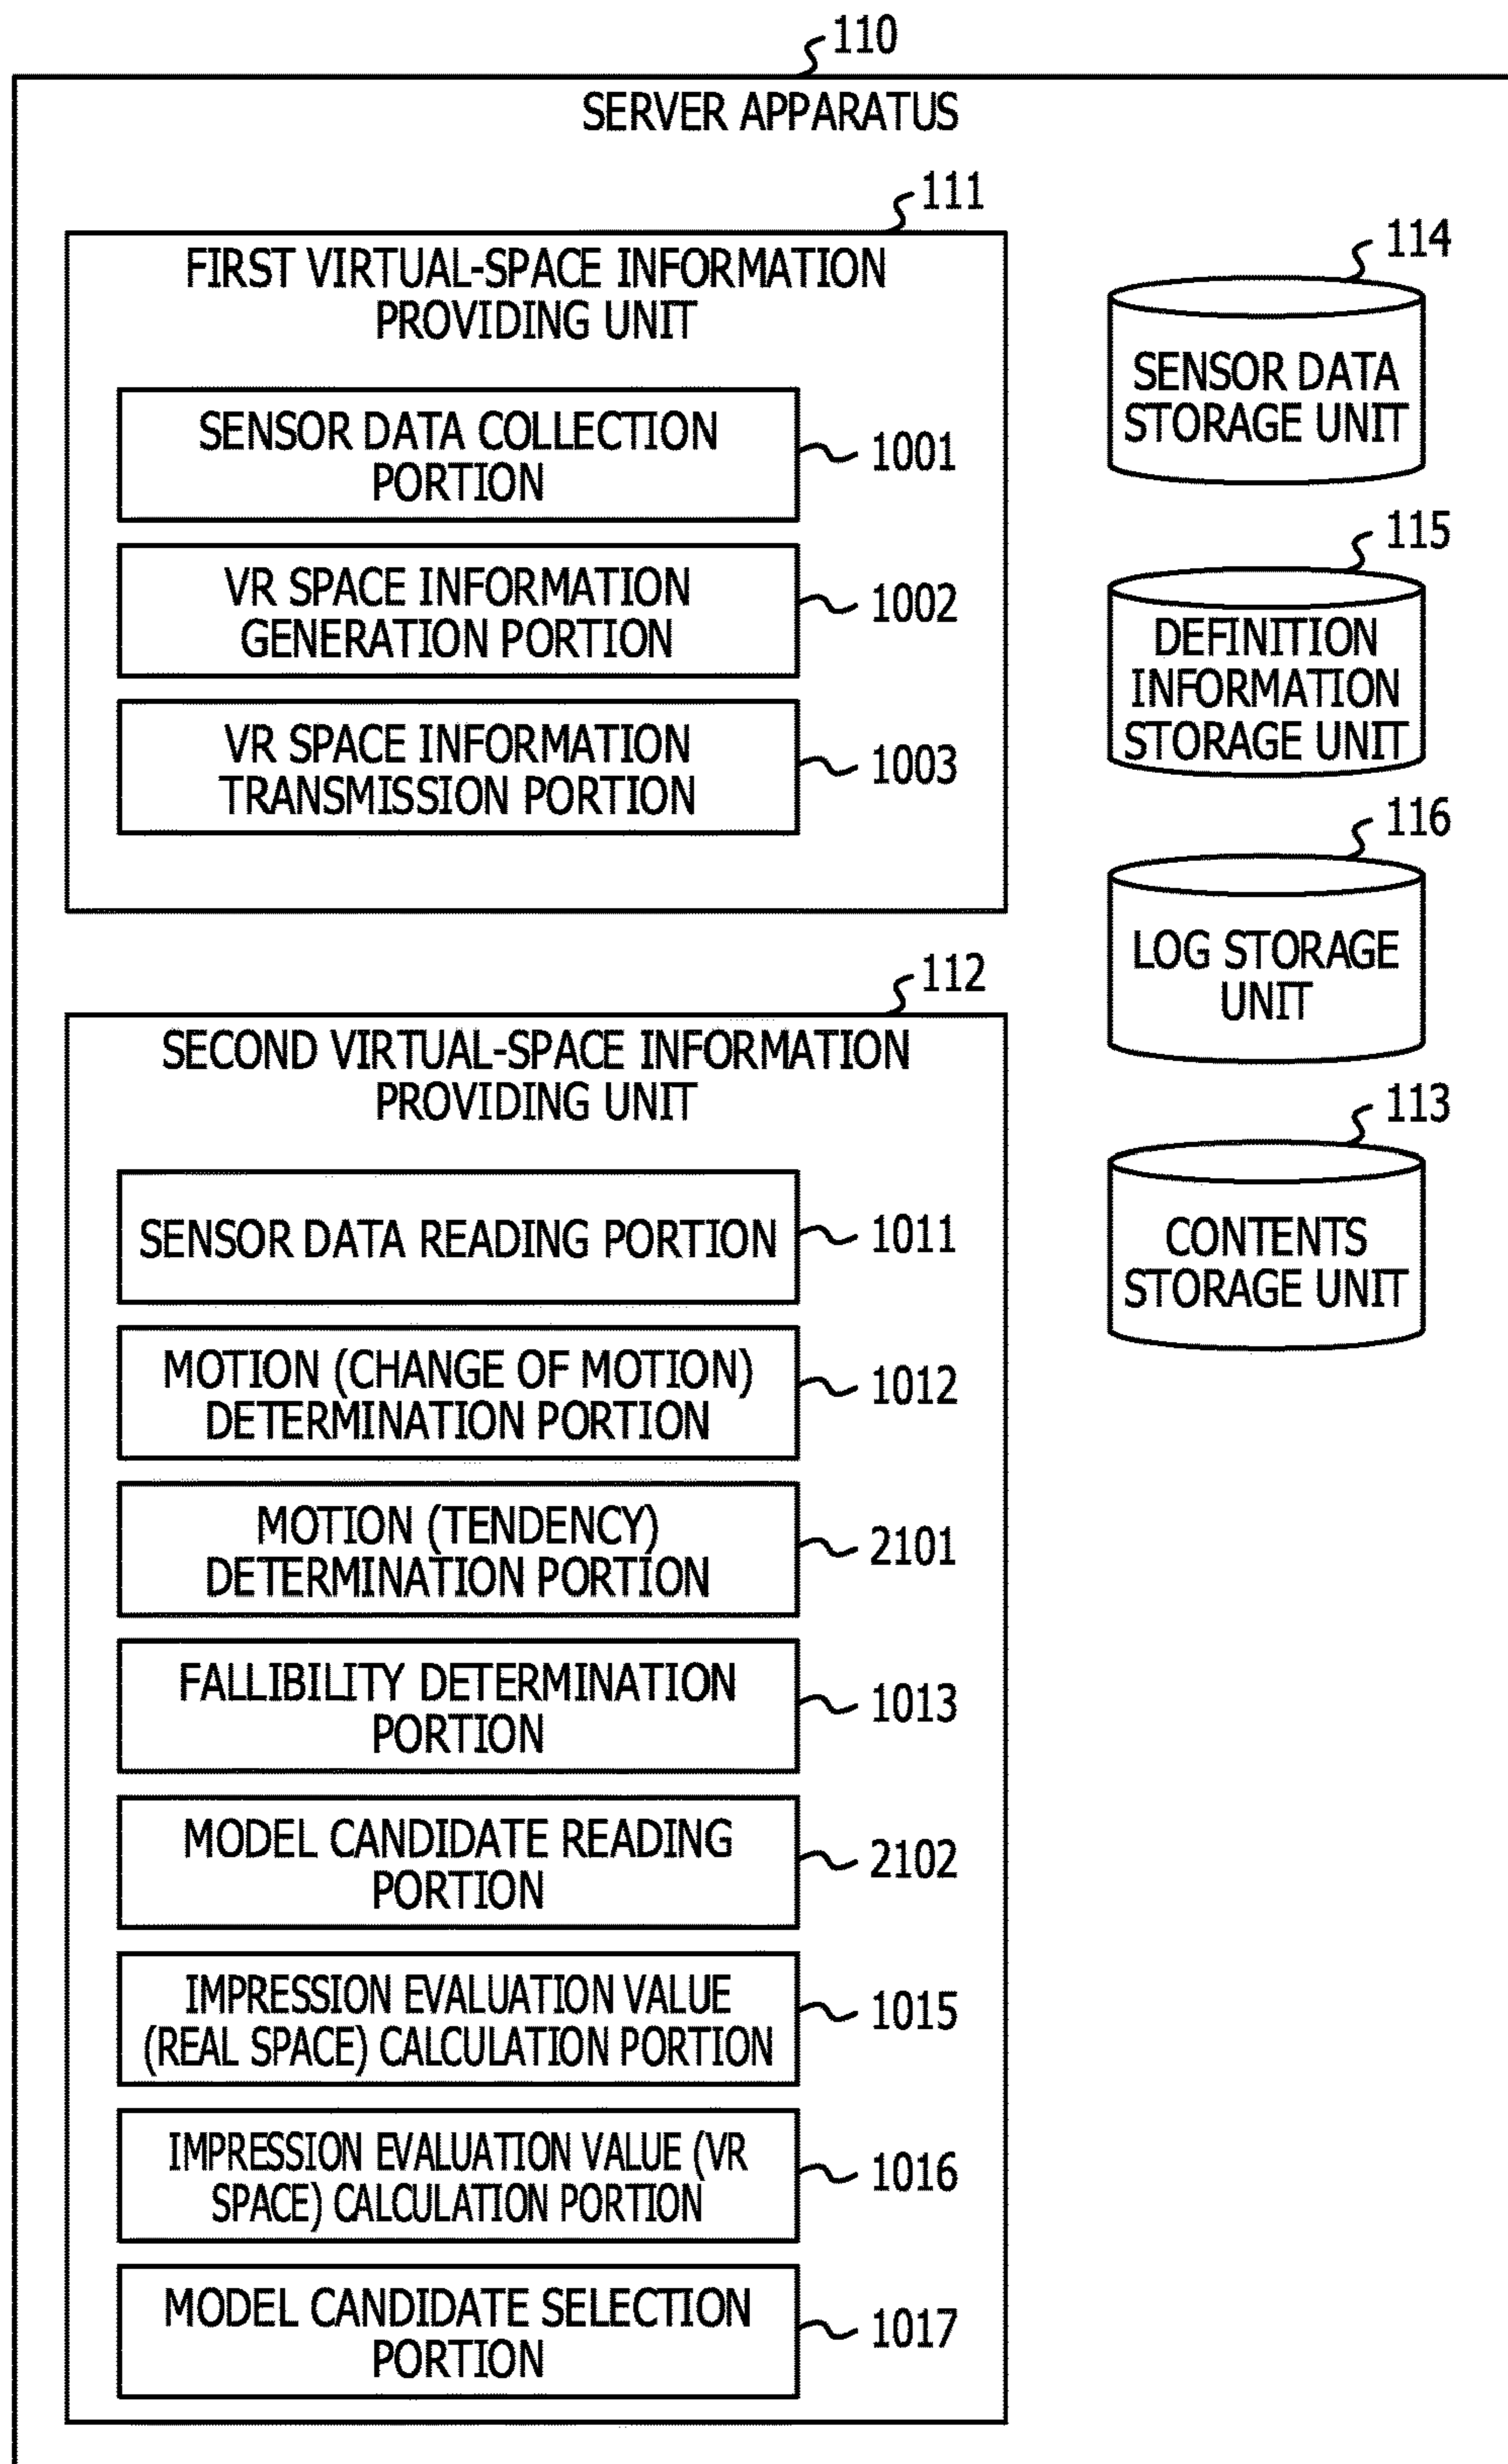 110
SERVER APPARATUS
111
FIRST VIRTUAL-SPACE INFORMATION
PROVIDING UNIT
SENSOR DATA COLLECTION
PORTION
1001
VR SPACE INFORMATION
GENERATION PORTION
1002
VR SPACE INFORMATION
TRANSMISSION PORTION
1003
112
SECOND VIRTUAL-SPACE INFORMATION
PROVIDING UNIT
SENSOR DATA READING PORTION
1011
MOTION (CHANGE OF MOTION)
DETERMINATION PORTION
1012
MOTION (TENDENCY)
DETERMINATION PORTION
2101
FALLIBILITY DETERMINATION
PORTION
1013
MODEL CANDIDATE READING
PORTION
2102
IMPRESSION EVALUATION VALUE
(REAL SPACE) CALCULATION PORTION
1015
IMPRESSION EVALUATION VALUE (VR
SPACE) CALCULATION PORTION
1016
MODEL CANDIDATE SELECTION
PORTION
1017
114
SENSOR DATA
STORAGE UNIT
115
DEFINITION
INFORMATION
STORAGE UNIT
116
LOG STORAGE
UNIT
113
CONTENTS
STORAGE UNIT